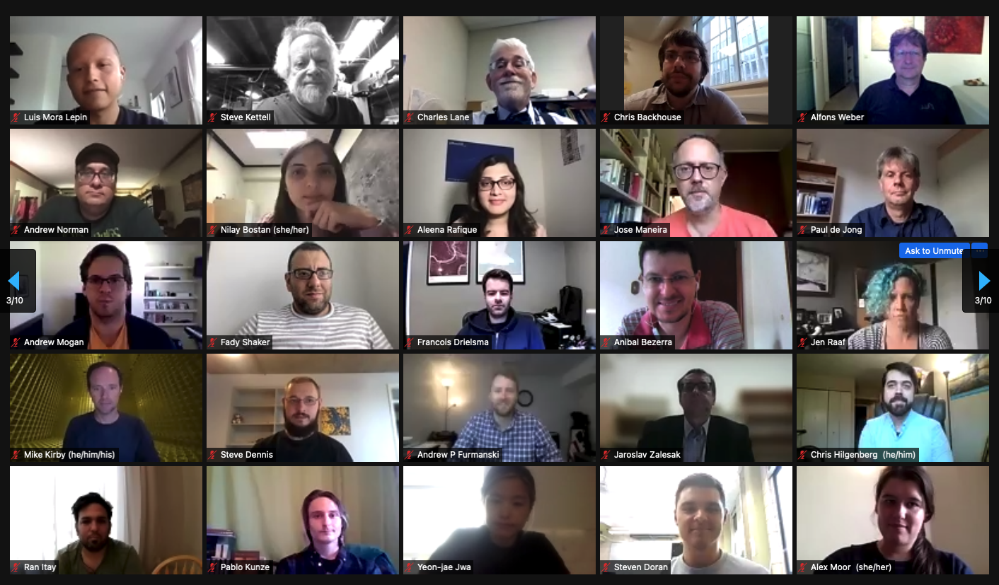 Luis Mora Lepin
Steve Kettell
Charles Lane
Chris Backhouse
Alfons Weber
Andrew Norman
Nilay Bostan (she/her)
Aleena Rafique
Jose Maneira
Paul de Jong
Ask to Unmute
3/10
3/10
Andrew Mogan
Fady Shaker
Francois Drielsma
Anibal Bezerra
Jen Raaf
Mike Kirby (he/him/his)
Steve Dennis
Andrew P Furmanski
Jaroslav Zalesak
Chris Hilgenberg (he/him)
Ran Itay
Pablo Kunze
Yeon-jae Jwa
Steven Doran
Alex Moor (she/her)